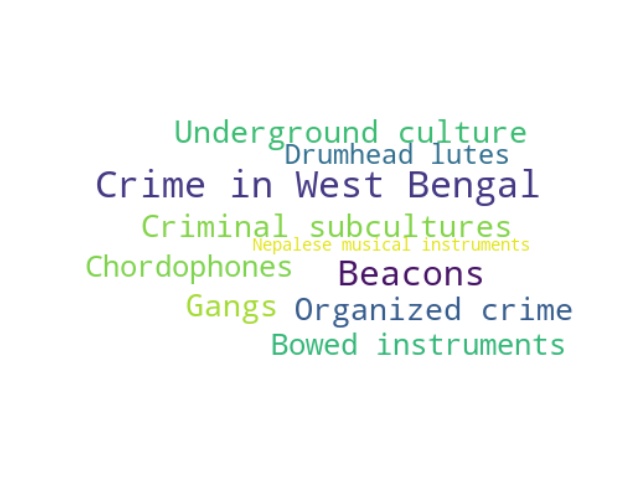 Underground culture
Drumhead lutes
Crime in West Bengal
Criminal subcultures
Nepalese musical instruments
Chordophones
Beacons
Gangs
Organized crime
Bowed instruments